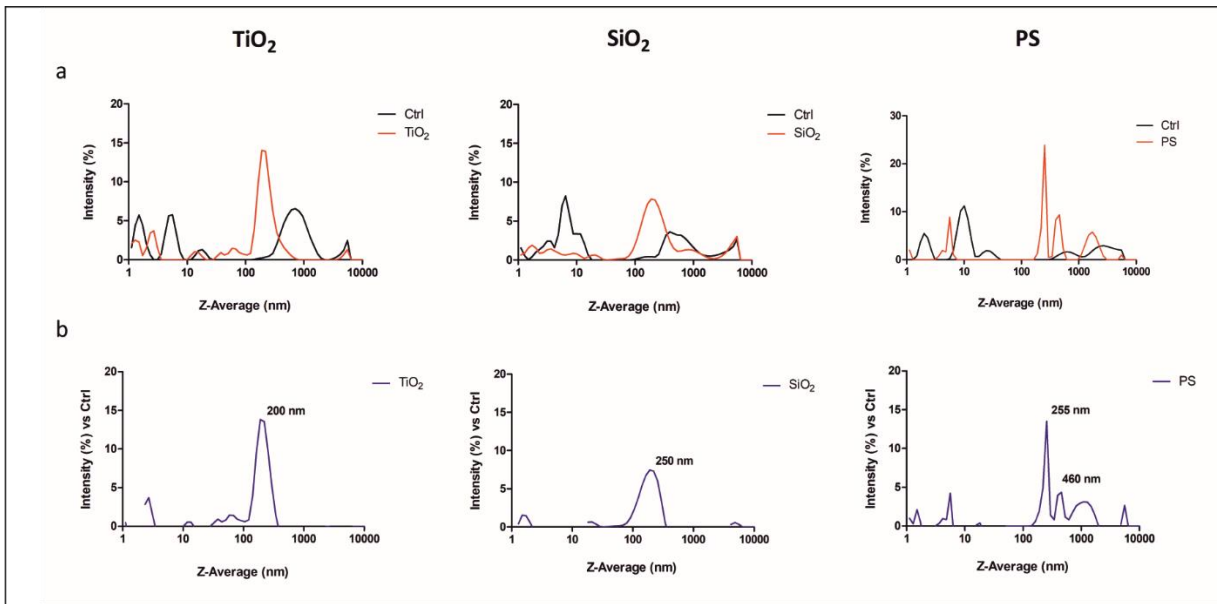 TiO₂ SiO₂ PS
a
20
15
10
5
0
Intensity (%)
1 10 100 1000 10000
Z-Average (nm)
Ctrl
TiO₂
20
15
10
5
0
Intensity (%)
1 10 100 1000 10000
Z-Average (nm)
Ctrl
SiO₂
30
20
10
0
Intensity (%)
1 10 100 1000 10000
Z-Average (nm)
Ctrl
PS
b
20
15
10
5
0
Intensity (%) vs Ctrl
1 10 100 1000 10000
Z-Average (nm)
TiO₂
200 nm
20
15
10
5
0
Intensity (%) vs Ctrl
1 10 100 1000 10000
Z-Average (nm)
SiO₂
250 nm
20
15
10
5
0
Intensity (%) vs Ctrl
1 10 100 1000 10000
Z-Average (nm)
PS
255 nm
460 nm